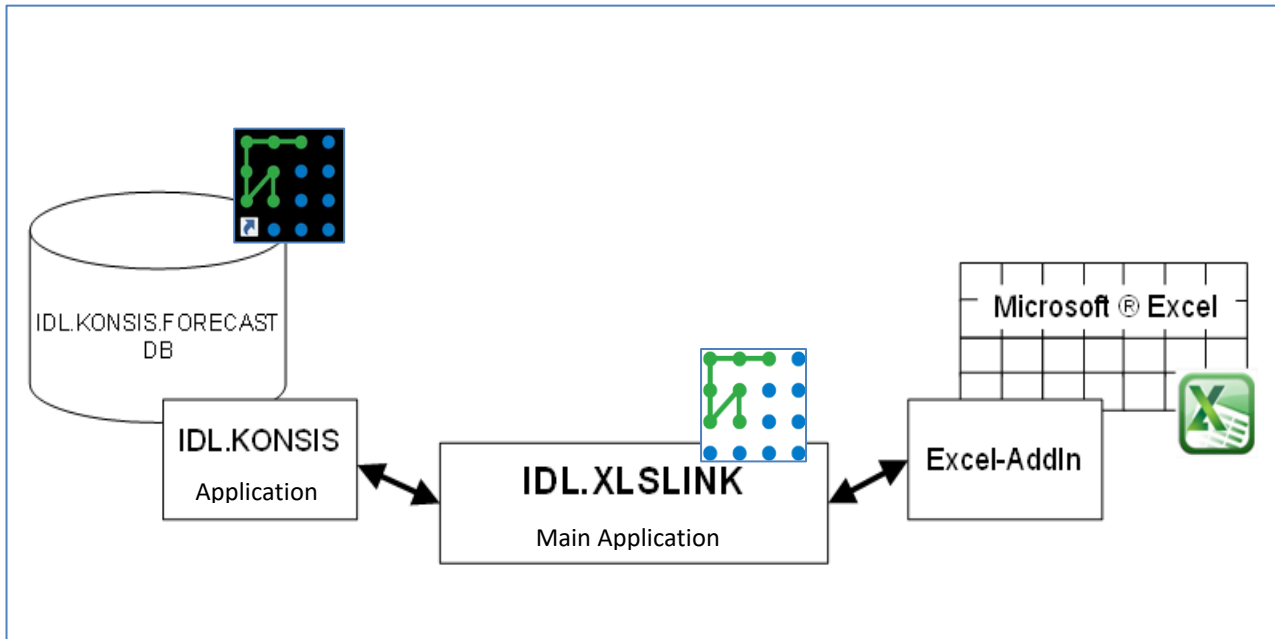 IDL.KONSIS.FORECAST
DB
IDL.KONSIS
Application
IDL.XLSLINK
Main Application
Microsoft ® Excel
Excel-AddIn